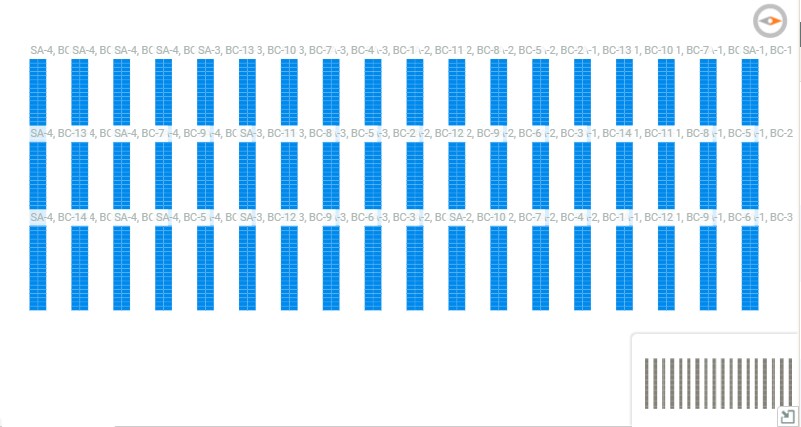 SA-4, BC SA-4, BC SA-4, BC SA-4, BC SA-3, BC-13 3, BC-10 3, BC-7 -3, BC-4 -3, BC-1 -2, BC-11 2, BC-8 -2, BC-5 -2, BC-2 -1, BC-13 1, BC-10 1, BC-7 -1, BC SA-1, BC-1
SA-4, BC-13 4, BC SA-4, BC-7 -4, BC-9 -4, BC SA-3, BC-11 3, BC-8 -3, BC-5 -3, BC-2 -2, BC-12 2, BC-9 -2, BC-6 -2, BC-3 -1, BC-14 1, BC-11 1, BC-8 -1, BC-5 -1, BC-2
SA-4, BC-14 4, BC SA-4, BC SA-4, BC-5 -4, BC SA-3, BC-12 3, BC-9 -3, BC-6 -3, BC-3 -2, BC SA-2, BC-10 2, BC-7 -2, BC-4 -2, BC-1 -1, BC-12 1, BC-9 -1, BC-6 -1, BC-3